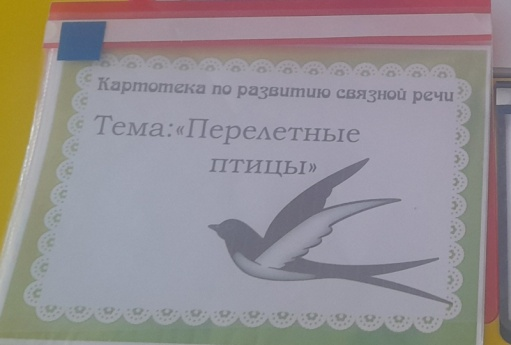 Картотека по развитию связной речи
Тема:«Перелетные
птицы»